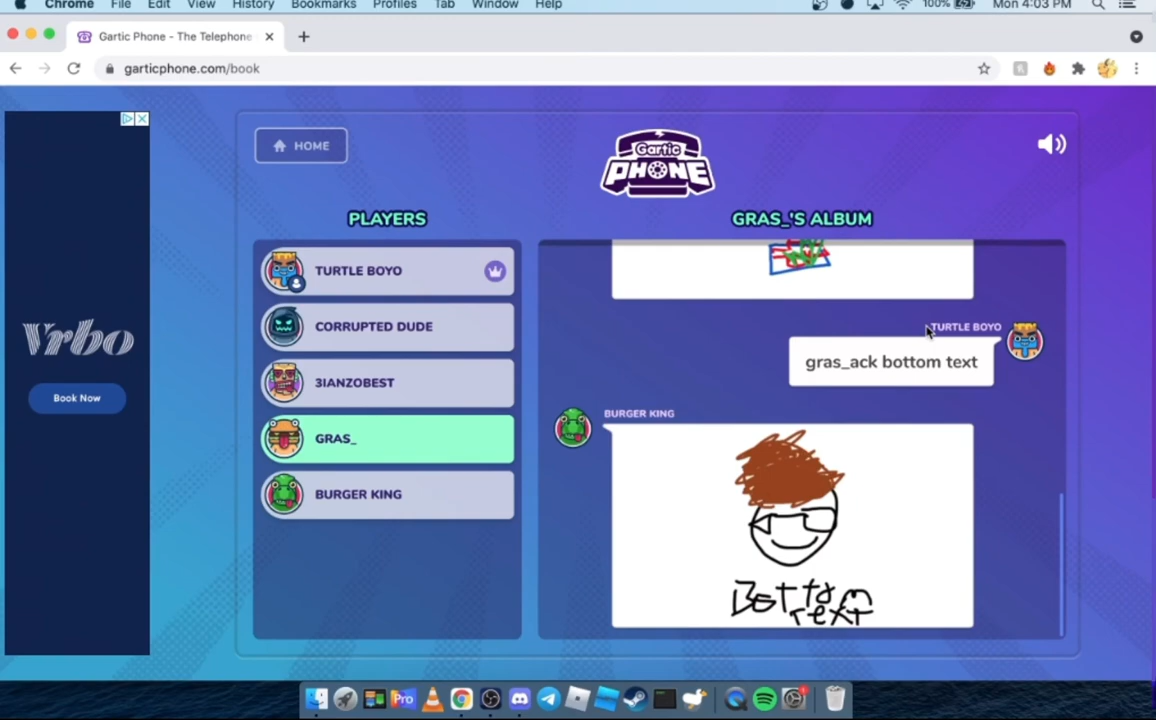 Chrome File Edit View History Bookmarks Profiles Tab Window Help
100% Mon 4:03 PM
Gartic Phone - The Telephone
garticphone.com/book
HOME
Gartic
PHONE
PLAYERS
GRAS_'S ALBUM
TURTLE BOYO
CORRUPTED DUDE
3IANZOBEST
GRAS_
BURGER KING
TURTLE BOYO
gras_ack bottom text
BURGER KING
Bottom
text
Vrbo
Book Now
Pro